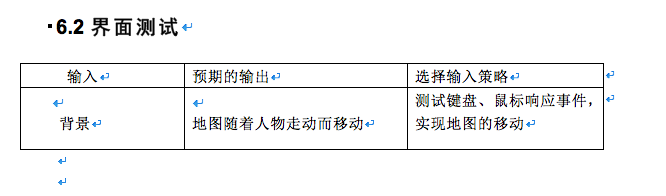 6.2 界面测试
输入 预期的输出 选择输入策略
背景 地图随着人物走动而移动 测试键盘、鼠标响应事件,
实现地图的移动